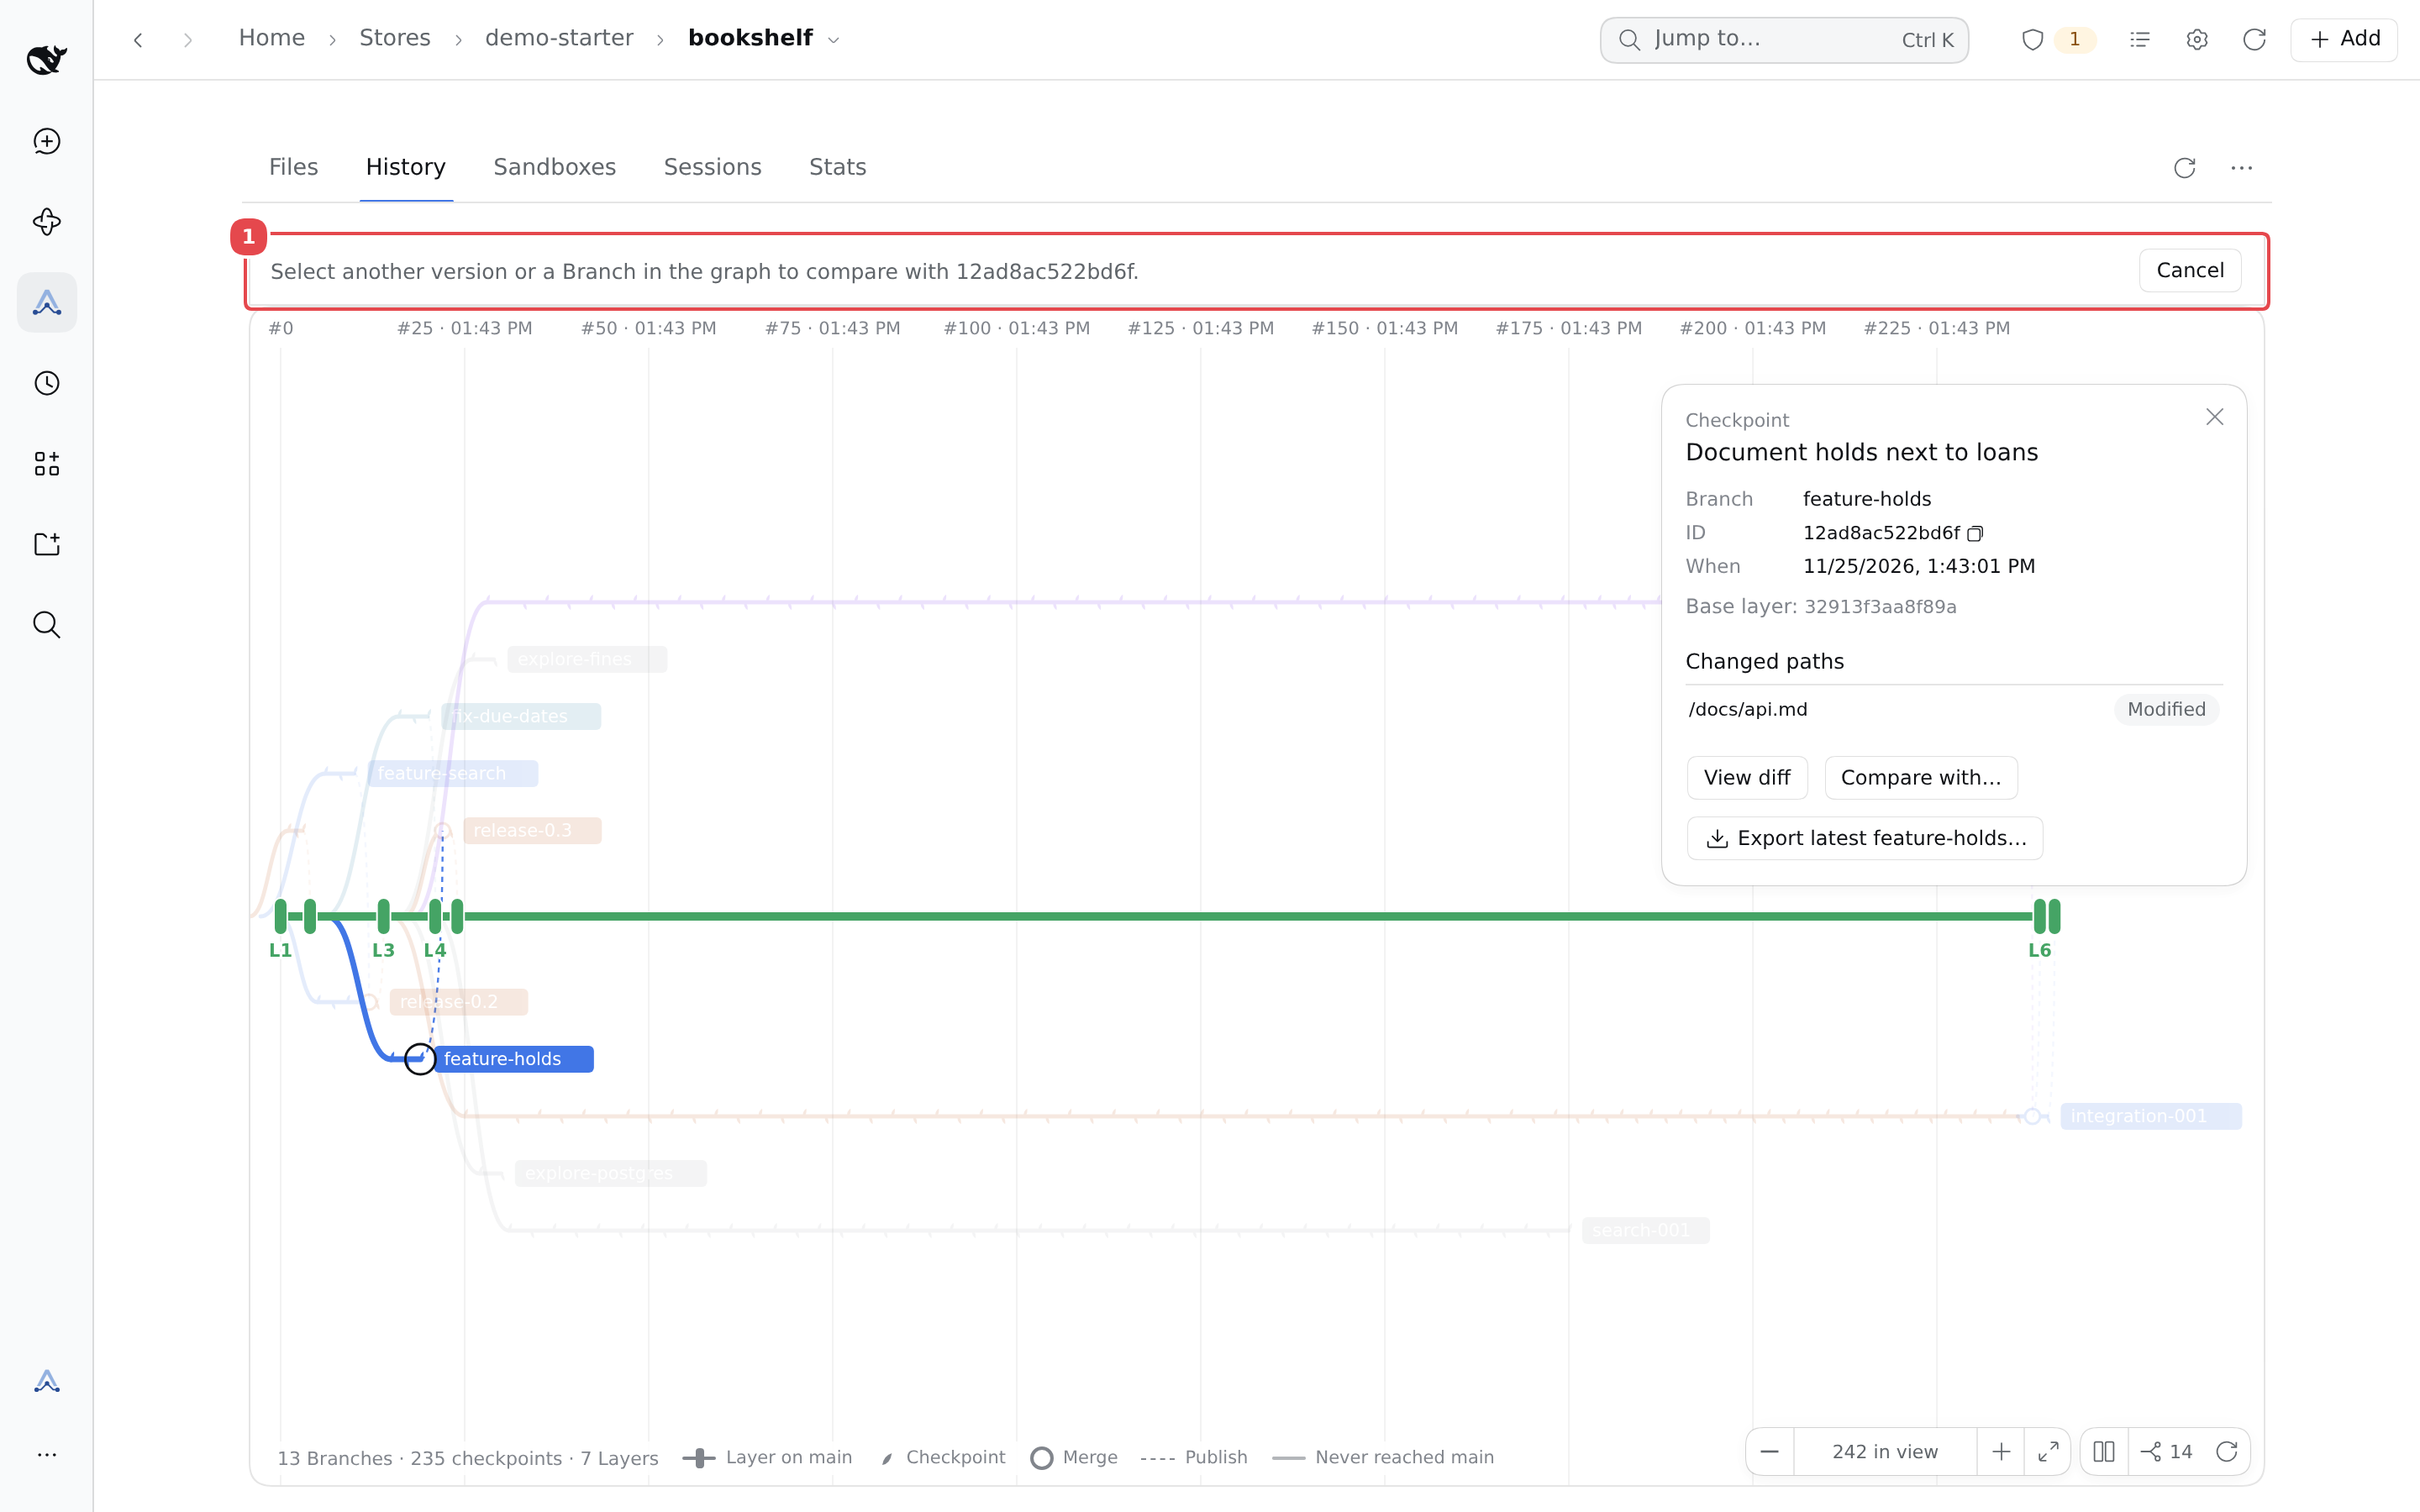 Home › Stores › demo-starter › bookshelf
Jump to... Ctrl K
1
Add
Files History Sandboxes Sessions Stats
1
Select another version or a Branch in the graph to compare with 12ad8ac522bd6f.
Cancel
#0 #25 · 01:43 PM #50 · 01:43 PM #75 · 01:43 PM #100 · 01:43 PM #125 · 01:43 PM #150 · 01:43 PM #175 · 01:43 PM #200 · 01:43 PM #225 · 01:43 PM
Checkpoint
Document holds next to loans
Branch feature-holds
ID 12ad8ac522bd6f
When 11/25/2026, 1:43:01 PM
Base layer: 32913f3aa8f89a
Changed paths
/docs/api.md Modified
View diff Compare with...
Export latest feature-holds...
explore-fines
fix-due-dates
feature-search
release-0.3
L1 L3 L4 L6
release-0.2
feature-holds
integration-001
explore-postgres
search-001
13 Branches · 235 checkpoints · 7 Layers Layer on main Checkpoint Merge Publish Never reached main
242 in view
14